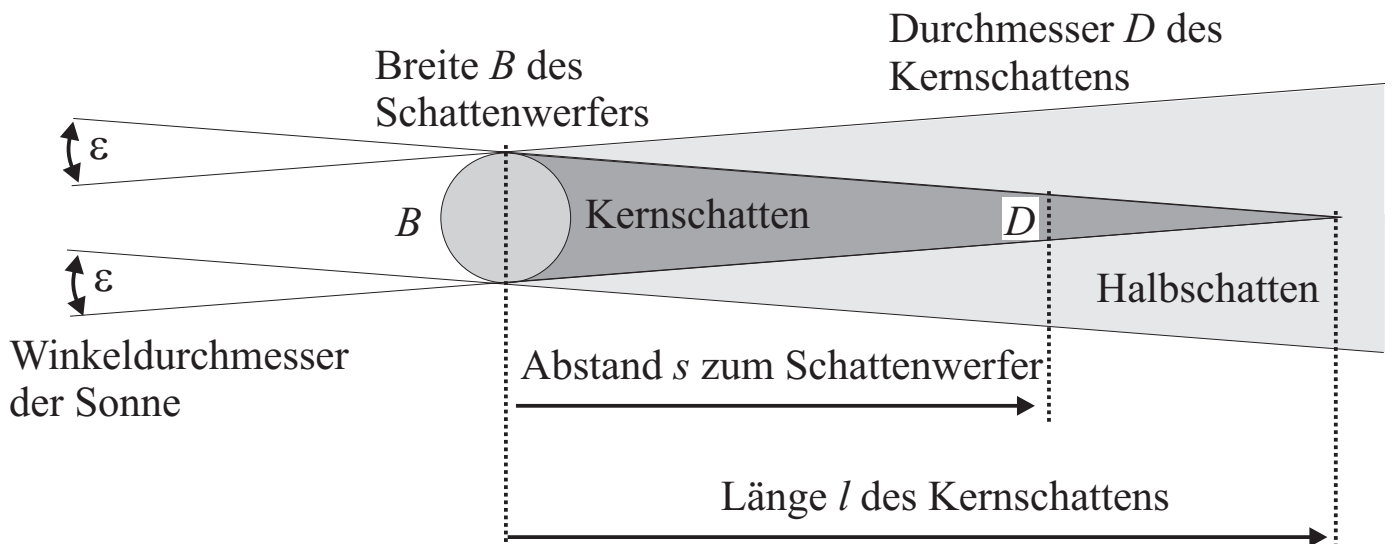 Durchmesser D des
Kernschattens
Breite B des
Schattenwerfers
ε
B
Kernschatten
D
ε
Halbschatten
Winkeldurchmesser
der Sonne
Abstand s zum Schattenwerfer
Länge l des Kernschattens